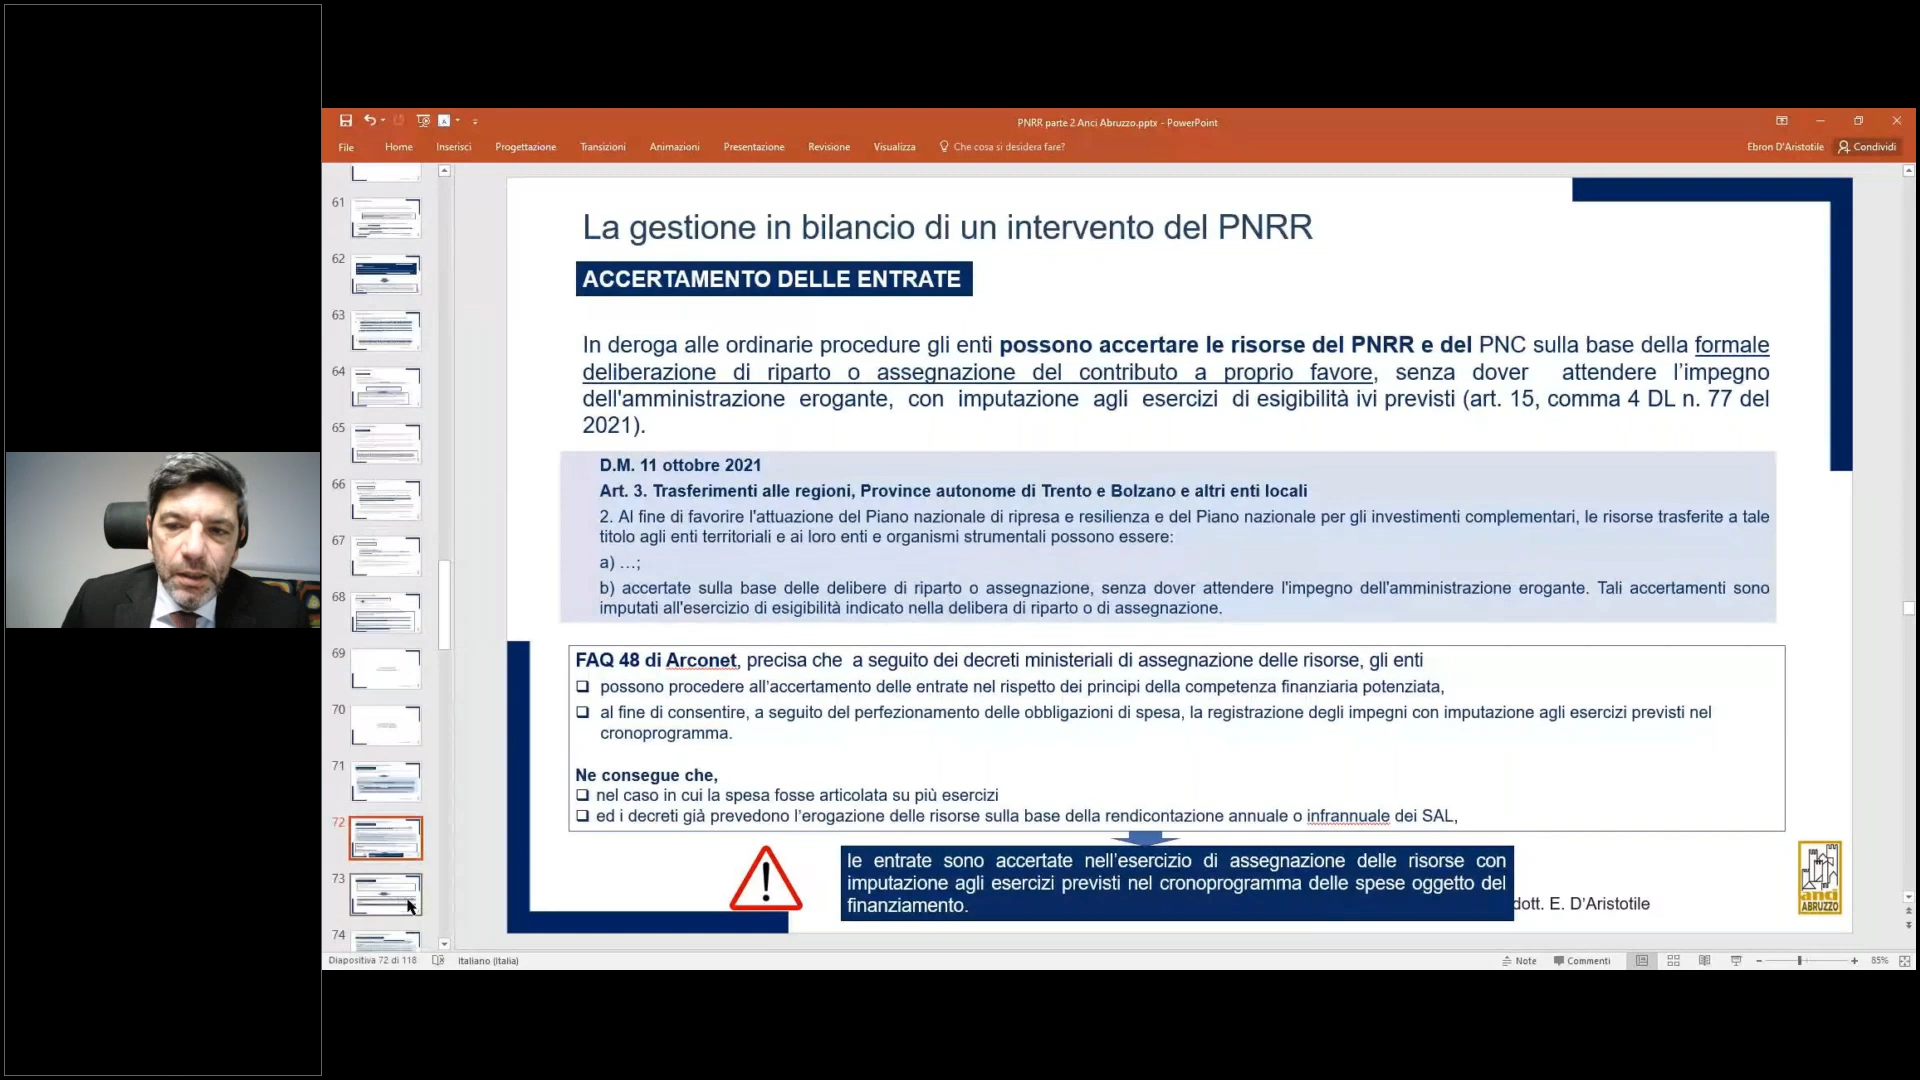 PNRR parte 2 Anci Abruzzo.pptx - PowerPoint
File Home Inserisci Progettazione Transizioni Animazioni Presentazione Revisione Visualizza Che cosa si desidera fare? Ebron D'Aristotile Condividi
61
62
63
64
65
66
67
68
69
70
71
72
73
74
La gestione in bilancio di un intervento del PNRR
ACCERTAMENTO DELLE ENTRATE
In deroga alle ordinarie procedure gli enti possono accertare le risorse del PNRR e del PNC sulla base della formale
deliberazione di riparto o assegnazione del contributo a proprio favore, senza dover attendere l'impegno
dell'amministrazione erogante, con imputazione agli esercizi di esigibilità ivi previsti (art. 15, comma 4 DL n. 77 del
2021).
D.M. 11 ottobre 2021
Art. 3. Trasferimenti alle regioni, Province autonome di Trento e Bolzano e altri enti locali
2. Al fine di favorire l'attuazione del Piano nazionale di ripresa e resilienza e del Piano nazionale per gli investimenti complementari, le risorse trasferite a tale
titolo agli enti territoriali e ai loro enti e organismi strumentali possono essere:
a) …;
b) accertate sulla base delle delibere di riparto o assegnazione, senza dover attendere l'impegno dell'amministrazione erogante. Tali accertamenti sono
imputati all'esercizio di esigibilità indicato nella delibera di riparto o di assegnazione.
FAQ 48 di Arconet, precisa che a seguito dei decreti ministeriali di assegnazione delle risorse, gli enti
❑ possono procedere all'accertamento delle entrate nel rispetto dei principi della competenza finanziaria potenziata,
❑ al fine di consentire, a seguito del perfezionamento delle obbligazioni di spesa, la registrazione degli impegni con imputazione agli esercizi previsti nel
cronoprogramma.
Ne consegue che,
❑ nel caso in cui la spesa fosse articolata su più esercizi
❑ ed i decreti già prevedono l'erogazione delle risorse sulla base della rendicontazione annuale o infrannuale dei SAL,
le entrate sono accertate nell'esercizio di assegnazione delle risorse con
imputazione agli esercizi previsti nel cronoprogramma delle spese oggetto del
finanziamento.
dott. E. D'Aristotile
anci
ABRUZZO
Diapositiva 72 di 118 Italiano (Italia) Note Commenti 85%